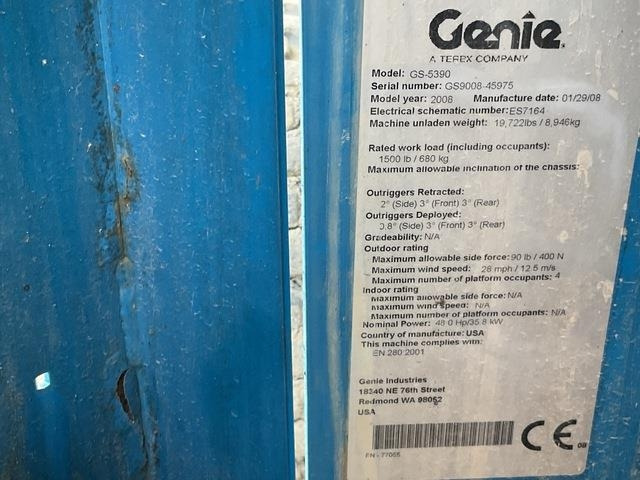 Genie
A TEREX COMPANY
Model: GS-5390
Serial number: GS9008-45975
Model year: 2008 Manufacture date: 01/29/08
Electrical schematic number: ES7164
Machine unladen weight: 19,722lbs / 8,946kg
Rated work load (including occupants):
1500 lb / 680 kg
Maximum allowable inclination of the chassis:
Outriggers Retracted:
2° (Side) 3° (Front) 3° (Rear)
Outriggers Deployed:
0.8° (Side) 3° (Front) 3° (Rear)
Gradeability: N/A
Outdoor rating
Maximum allowable side force: 90 lb / 400 N
Maximum wind speed: 28 mph / 12.5 m/s
Maximum number of platform occupants: 4
Indoor rating
Maximum allowable side force: N/A
Maximum wind speed: N/A
Maximum number of platform occupants: N/A
Nominal Power: 48.0 Hp/35.8 kW
Country of manufacture: USA
This machine complies with:
EN 280:2001
Genie Industries
18340 NE 76th Street
Redmond WA 98052
USA
CE 08
EN - 77055